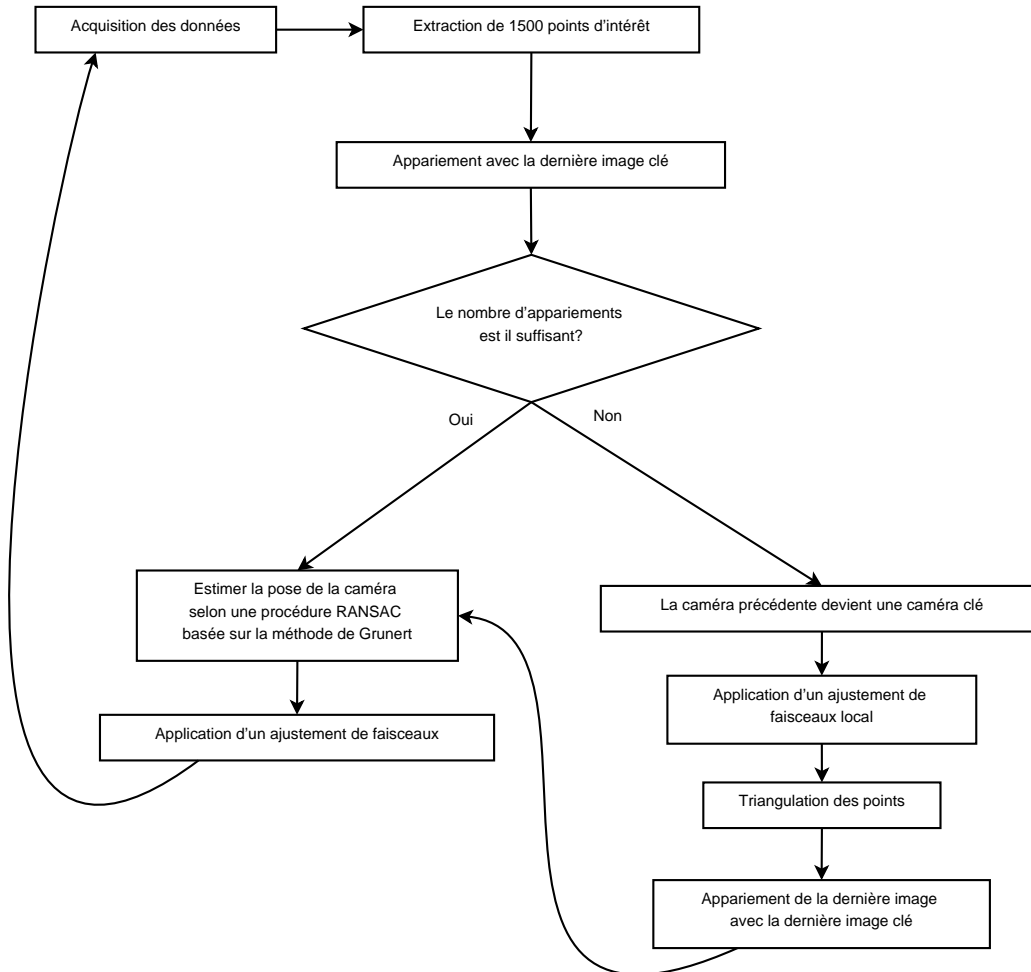 Acquisition des données
Extraction de 1500 points d'intérêt
Appariement avec la dernière image clé
Le nombre d'appariements
est il suffisant?
Oui
Non
Estimer la pose de la caméra
selon une procédure RANSAC
basée sur la méthode de Grunert
Application d'un ajustement de faisceaux
La caméra précédente devient une caméra clé
Application d'un ajustement de
faisceaux local
Triangulation des points
Appariement de la dernière image
avec la dernière image clé